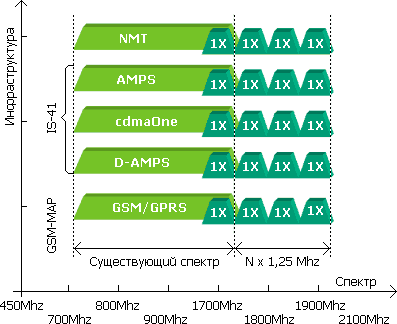 Инфраструктура
NMT 1X 1X 1X 1X
IS-41
AMPS 1X 1X 1X 1X
cdmaOne 1X 1X 1X 1X
D-AMPS 1X 1X 1X 1X
GSM-MAP
GSM/GPRS 1X 1X 1X 1X
Существующий спектр N x 1,25 Mhz
Спектр
450Mhz 800Mhz 1700Mhz 1900Mhz
700Mhz 900Mhz 1800Mhz 2100Mhz